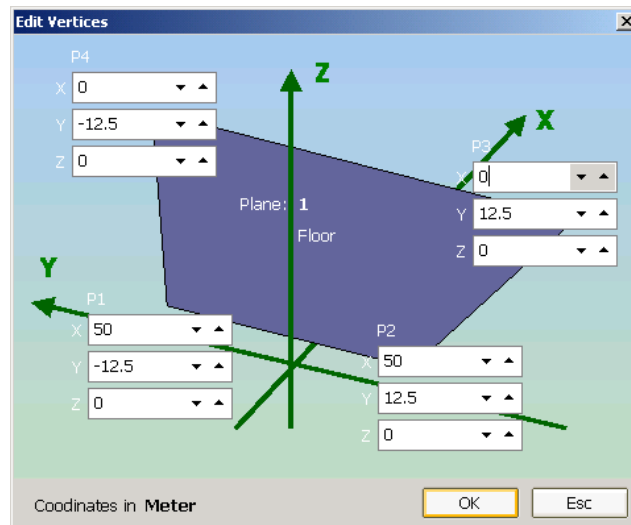 Edit Vertices
P4
X 0
Y -12.5
Z 0
Z
X
P3
X 0
Y 12.5
Z 0
Plane: 1
Floor
Y
P1
X 50
Y -12.5
Z 0
P2
X 50
Y 12.5
Z 0
Coodinates in Meter
OK
Esc